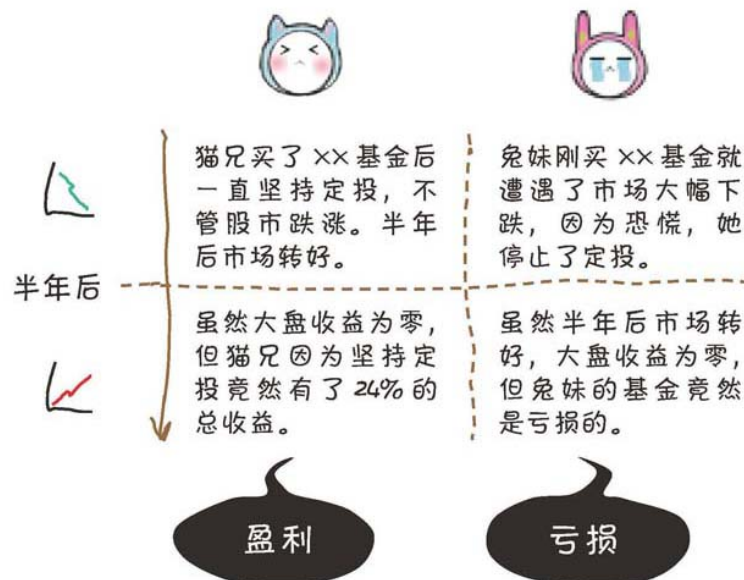 猫兄买了××基金后
一直坚持定投，不
管股市跌涨。半年
后市场转好。
兔妹刚买××基金就
遭遇了市场大幅下
跌，因为恐慌，她
停止了定投。
半年后
虽然大盘收益为零，
但猫兄因为坚持定
投竟然有了24%的
总收益。
虽然半年后市场转
好，大盘收益为零，
但兔妹的基金竟然
是亏损的。
盈利
亏损